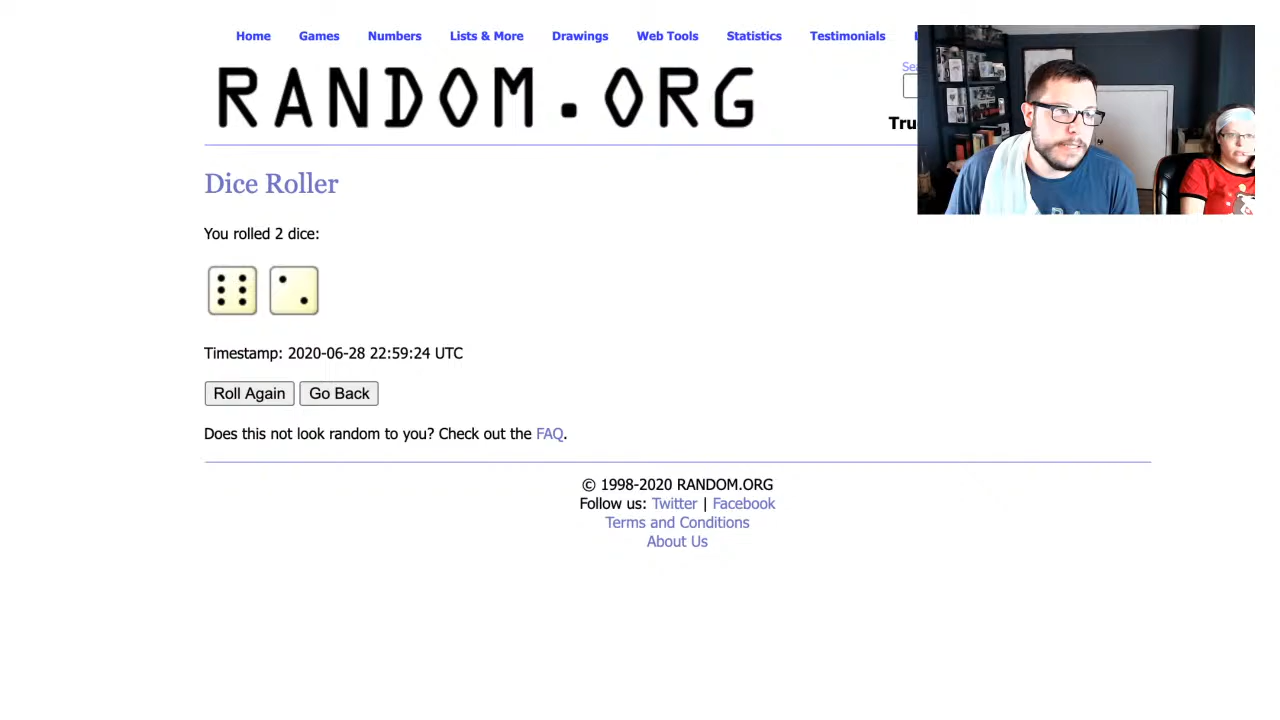 Home Games Numbers Lists & More Drawings Web Tools Statistics Testimonials
RANDOM.ORG
Tru
Dice Roller
You rolled 2 dice:
Timestamp: 2020-06-28 22:59:24 UTC
Roll Again Go Back
Does this not look random to you? Check out the FAQ.
© 1998-2020 RANDOM.ORG
Follow us: Twitter | Facebook
Terms and Conditions
About Us